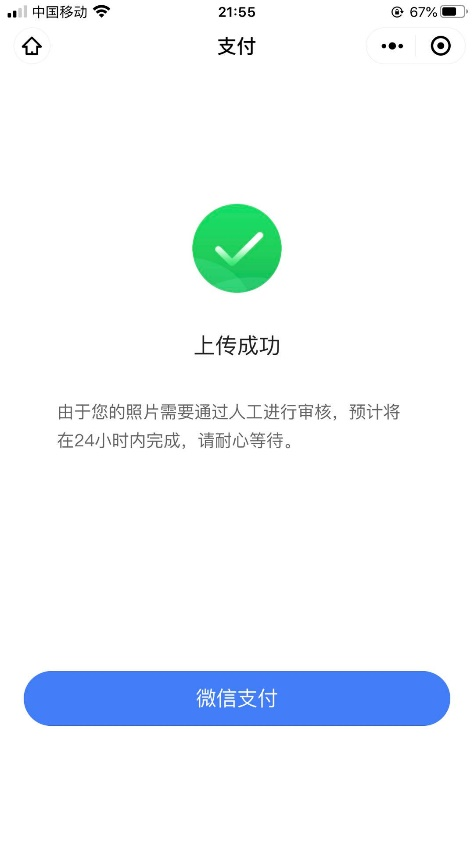 中国移动 21:55 67%
支付
上传成功
由于您的照片需要通过人工进行审核，预计将
在24小时内完成，请耐心等待。
微信支付